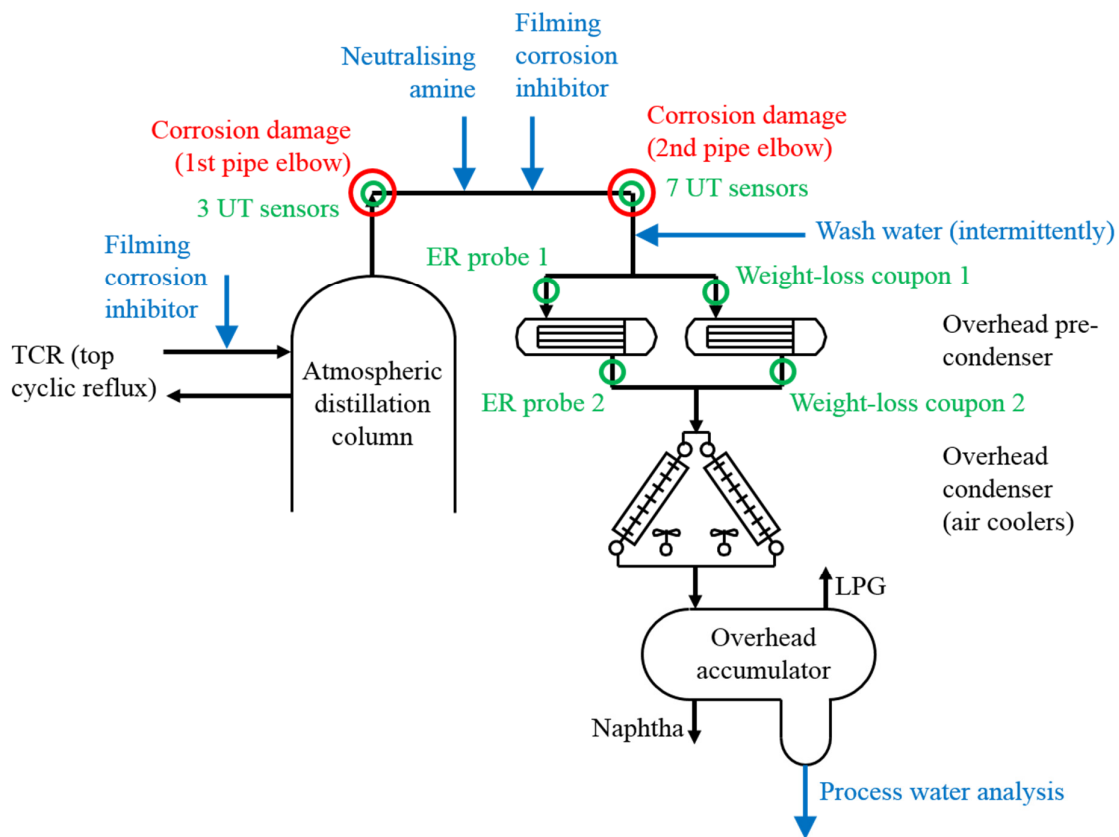 Filming
corrosion
inhibitor
Neutralising
amine
Corrosion damage
(1st pipe elbow)
Corrosion damage
(2nd pipe elbow)
3 UT sensors
7 UT sensors
Wash water (intermittently)
Filming
corrosion
inhibitor
ER probe 1
Weight-loss coupon 1
TCR (top
cyclic reflux)
Atmospheric
distillation
column
Overhead pre-
condenser
ER probe 2
Weight-loss coupon 2
Overhead
condenser
(air coolers)
LPG
Overhead
accumulator
Naphtha
Process water analysis